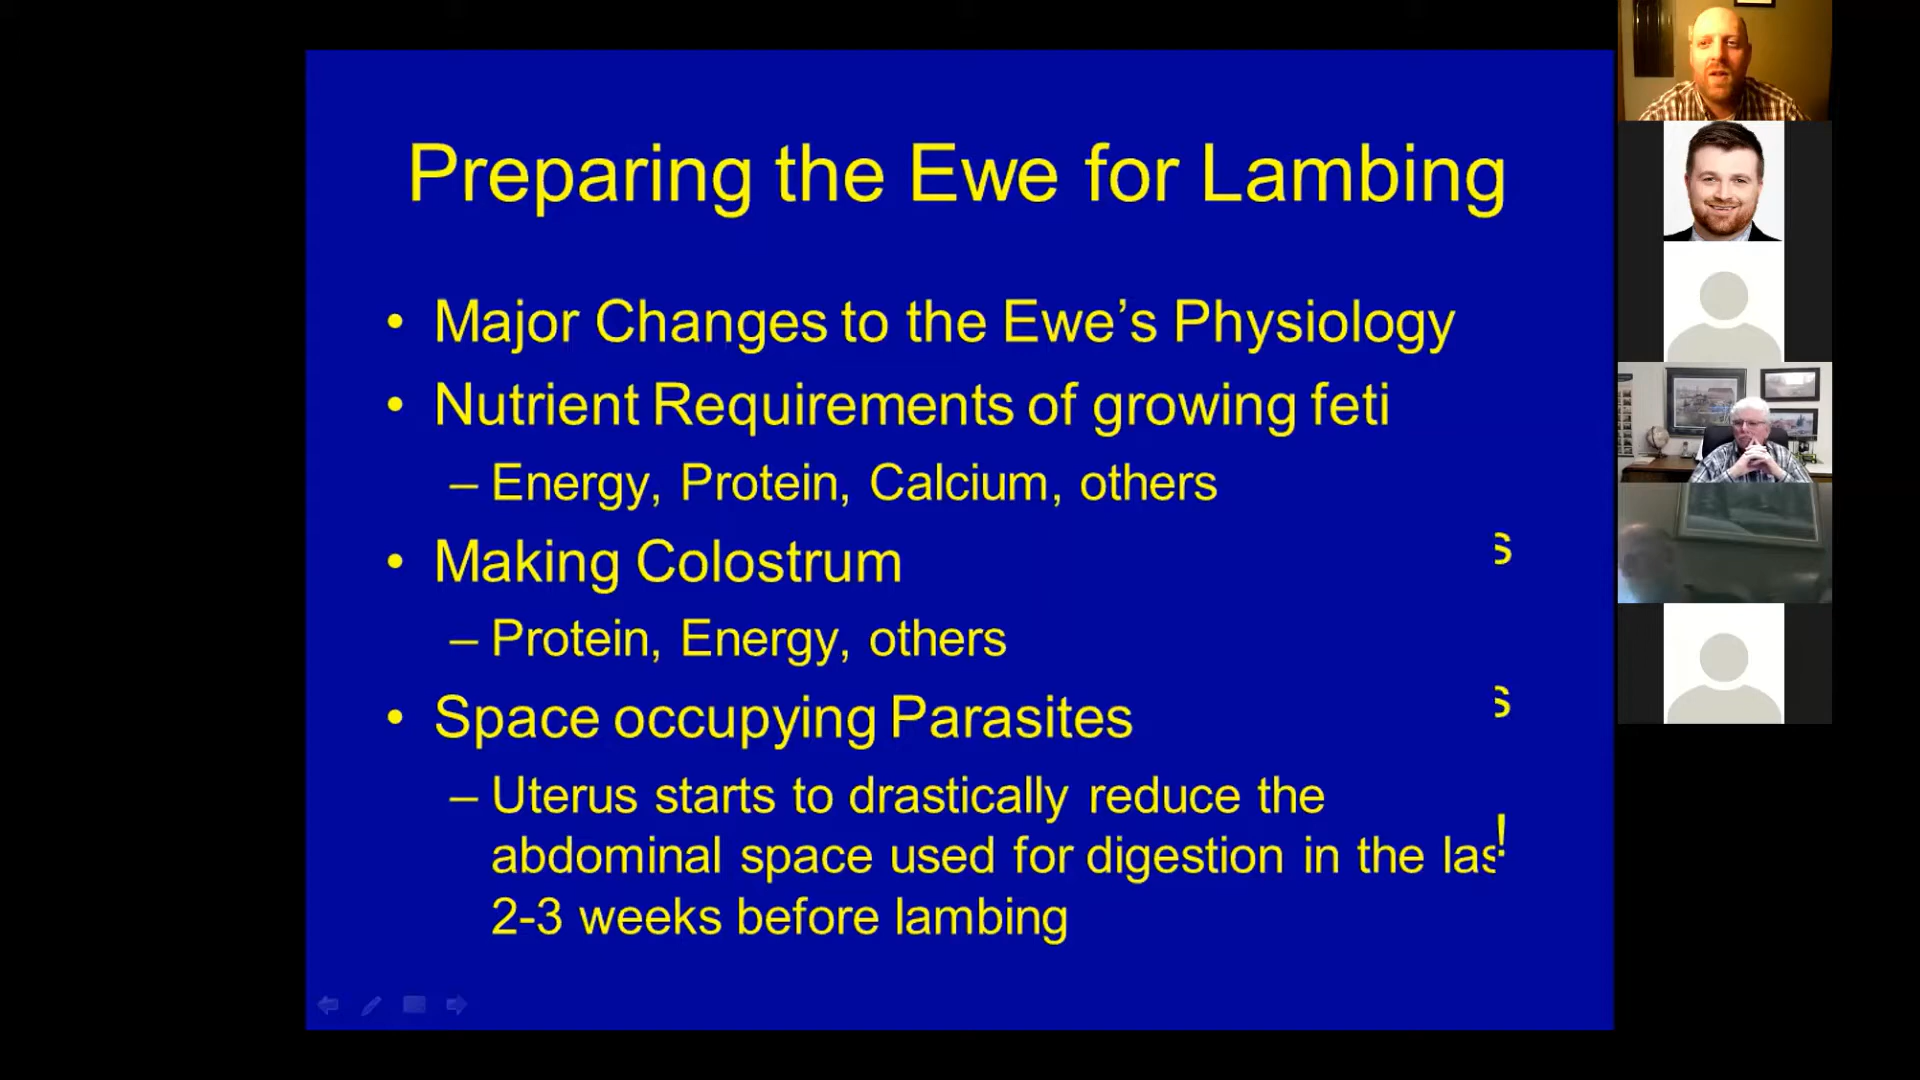 Preparing the Ewe for Lambing
• Major Changes to the Ewe’s Physiology
• Nutrient Requirements of growing feti
– Energy, Protein, Calcium, others
• Making Colostrum
s
– Protein, Energy, others
• Space occupying Parasites
s
– Uterus starts to drastically reduce the
abdominal space used for digestion in the las
!
2-3 weeks before lambing